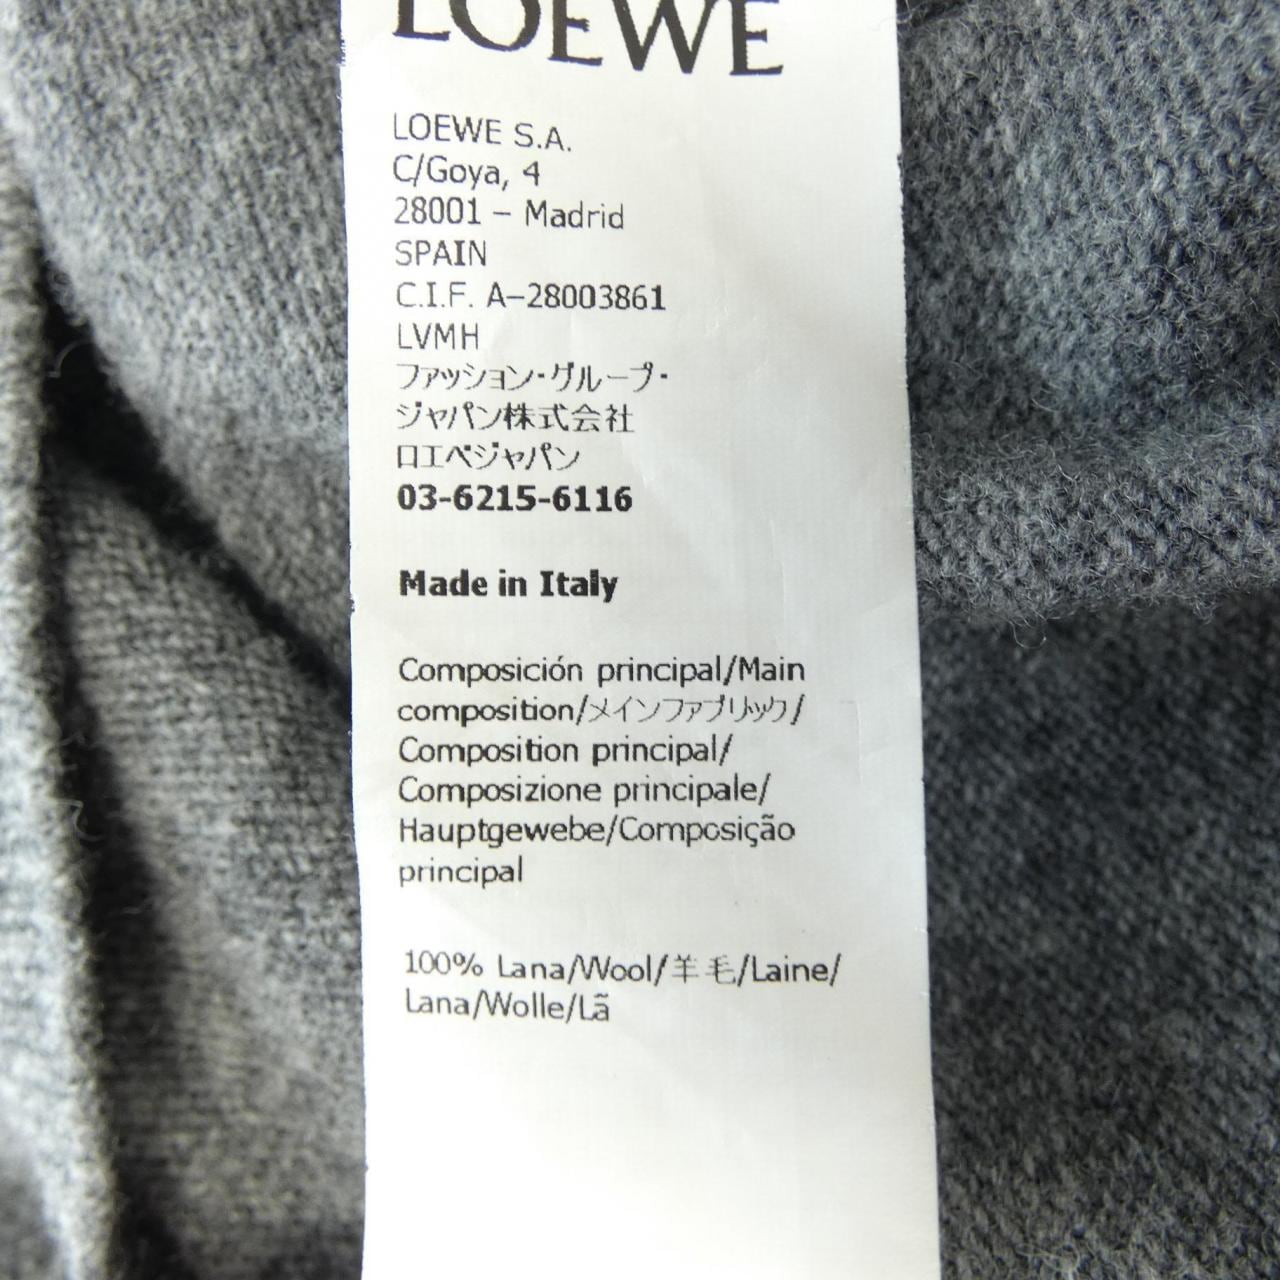 LOEWE
LOEWE S.A.
C/Goya, 4
28001 – Madrid
SPAIN
C.I.F. A–28003861
LVMH
ファッション・グループ・
ジャパン株式会社
ロエベジャパン
03-6215-6116
Made in Italy
Composición principal/Main
composition/メインファブリック/
Composition principal/
Composizione principale/
Hauptgewebe/Composição
principal
100% Lana/Wool/羊毛/Laine/
Lana/Wolle/Lã